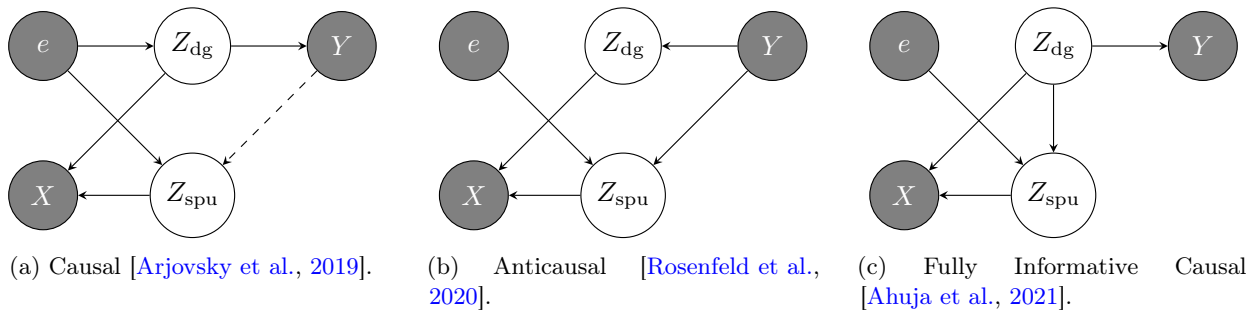 e Z_dg Y e Z_dg Y e Z_dg Y
X Z_spu X Z_spu X Z_spu
(a) Causal [Arjovsky et al., 2019].
(b) Anticausal [Rosenfeld et al.,
2020].
(c) Fully Informative Causal
[Ahuja et al., 2021].